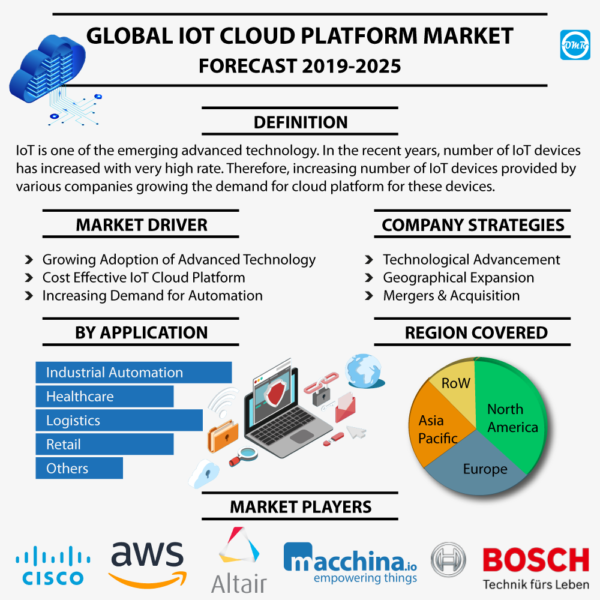 GLOBAL IOT CLOUD PLATFORM MARKET
FORECAST 2019-2025
DMR
DEFINITION
IoT is one of the emerging advanced technology. In the recent years, number of IoT devices
has increased with very high rate. Therefore, increasing number of IoT devices provided by
various companies growing the demand for cloud platform for these devices.
MARKET DRIVER
Growing Adoption of Advanced Technology
Cost Effective IoT Cloud Platform
Increasing Demand for Automation
COMPANY STRATEGIES
Technological Advancement
Geographical Expansion
Mergers & Acquisition
BY APPLICATION
Industrial Automation
Healthcare
Logistics
Retail
Others
REGION COVERED
RoW
North
America
Asia
Pacific
Europe
MARKET PLAYERS
CISCO
aws
Altair
macchina.io
empowering things
BOSCH
Technik fürs Leben